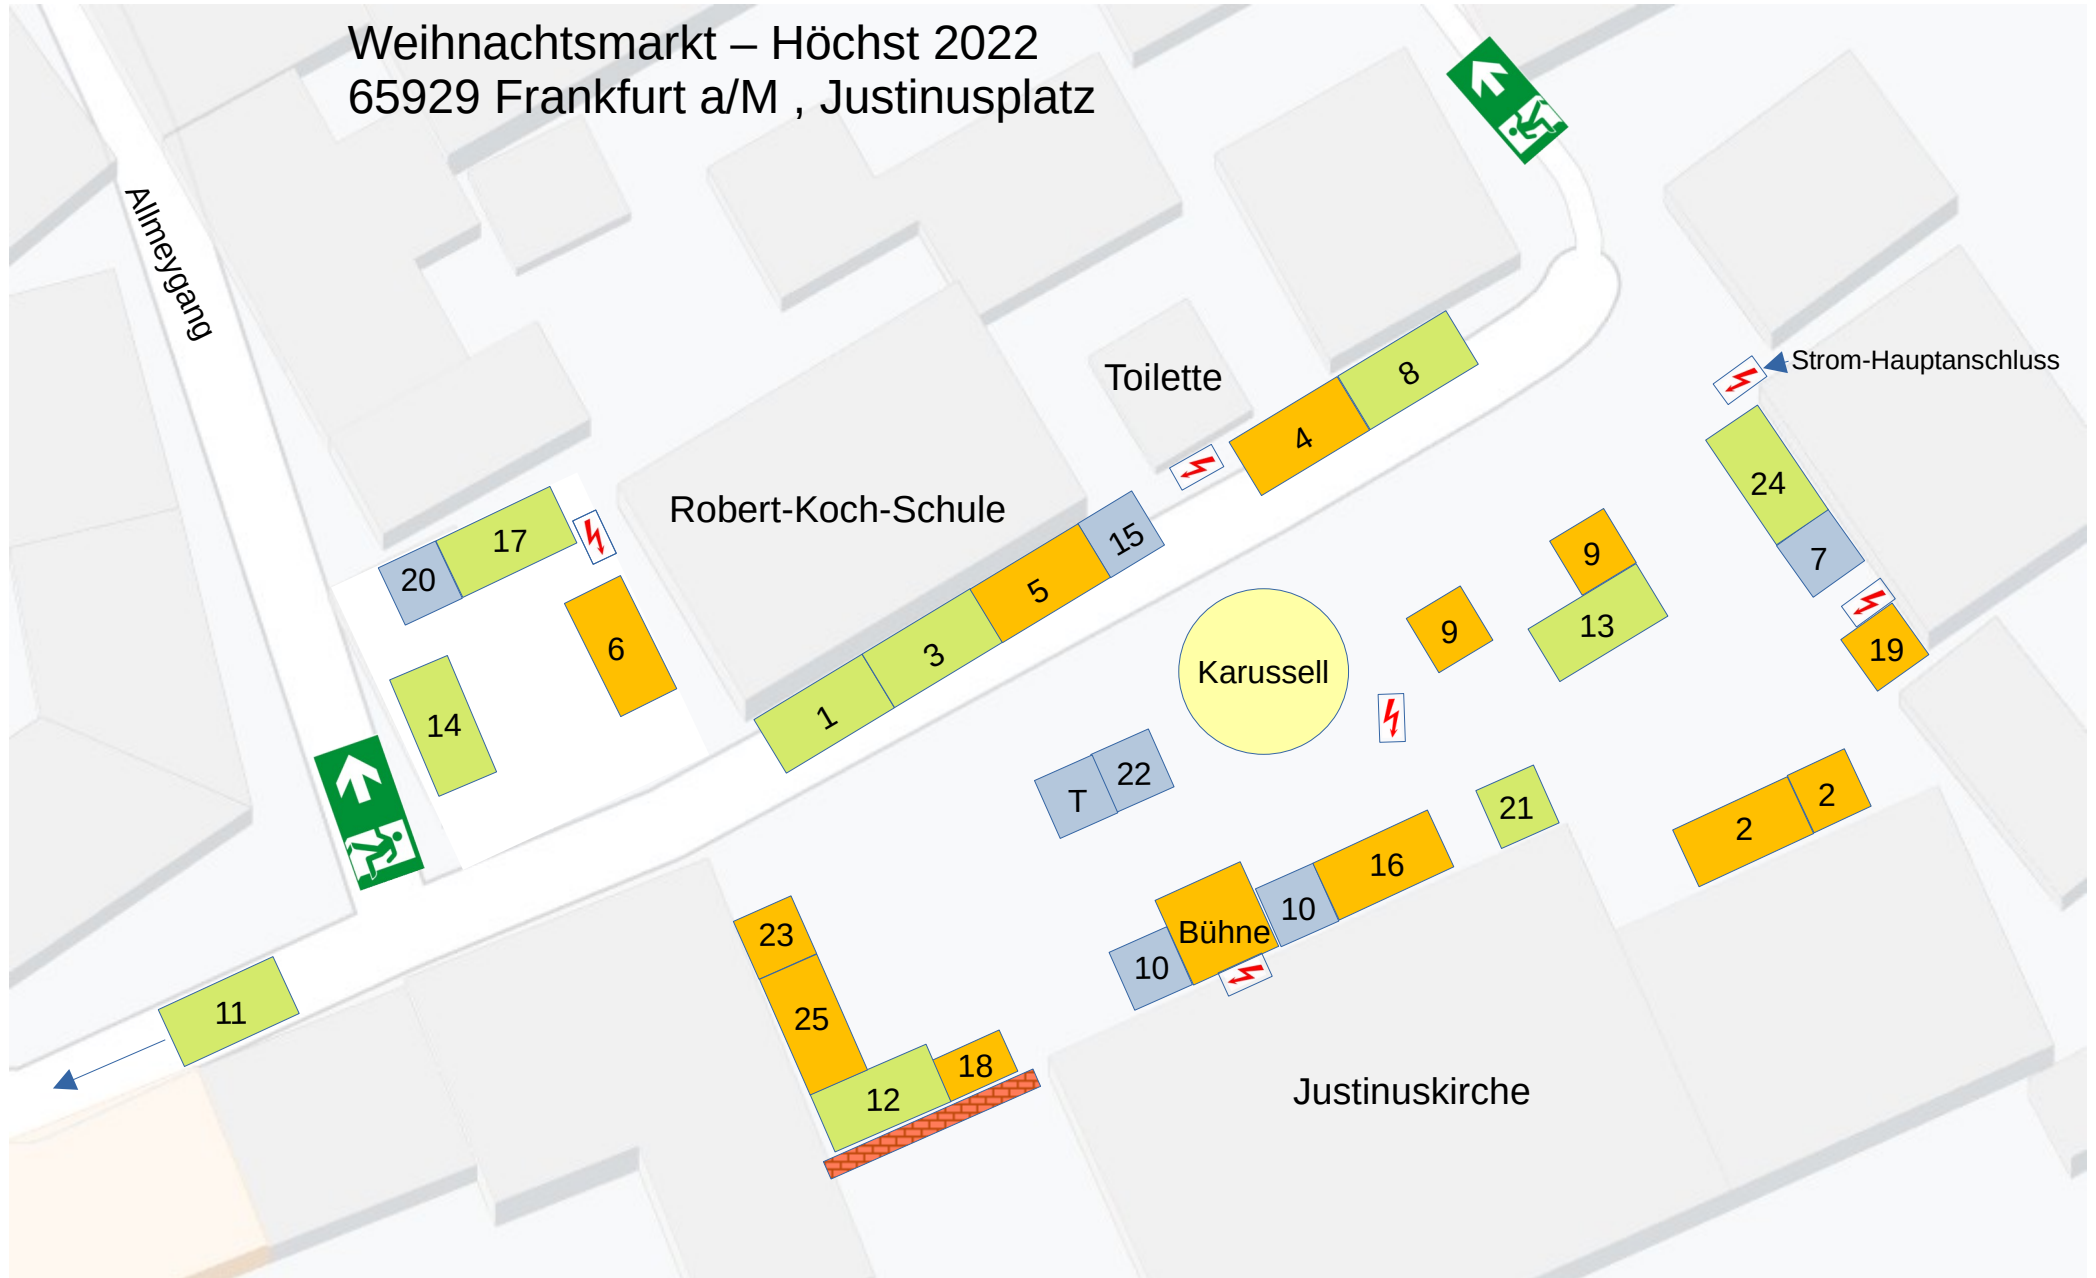 Weihnachtsmarkt – Höchst 2022
65929 Frankfurt a/M , Justinusplatz
Allmeygang
Toilette
8
Strom-Hauptanschluss
4
24
Robert-Koch-Schule
17
15
9
7
20
5
13
9
6
3
19
Karussell
1
14
22
T
2
21
2
16
10
23
Bühne
10
11
25
18
12
Justinuskirche